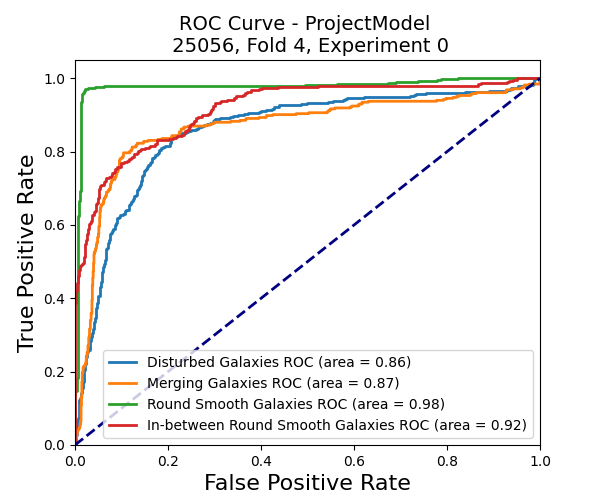 ROC Curve - ProjectModel
25056, Fold 4, Experiment 0
True Positive Rate
1.0
0.8
0.6
0.4
0.2
0.0
Disturbed Galaxies ROC (area = 0.86)
Merging Galaxies ROC (area = 0.87)
Round Smooth Galaxies ROC (area = 0.98)
In-between Round Smooth Galaxies ROC (area = 0.92)
0.0 0.2 0.4 0.6 0.8 1.0
False Positive Rate